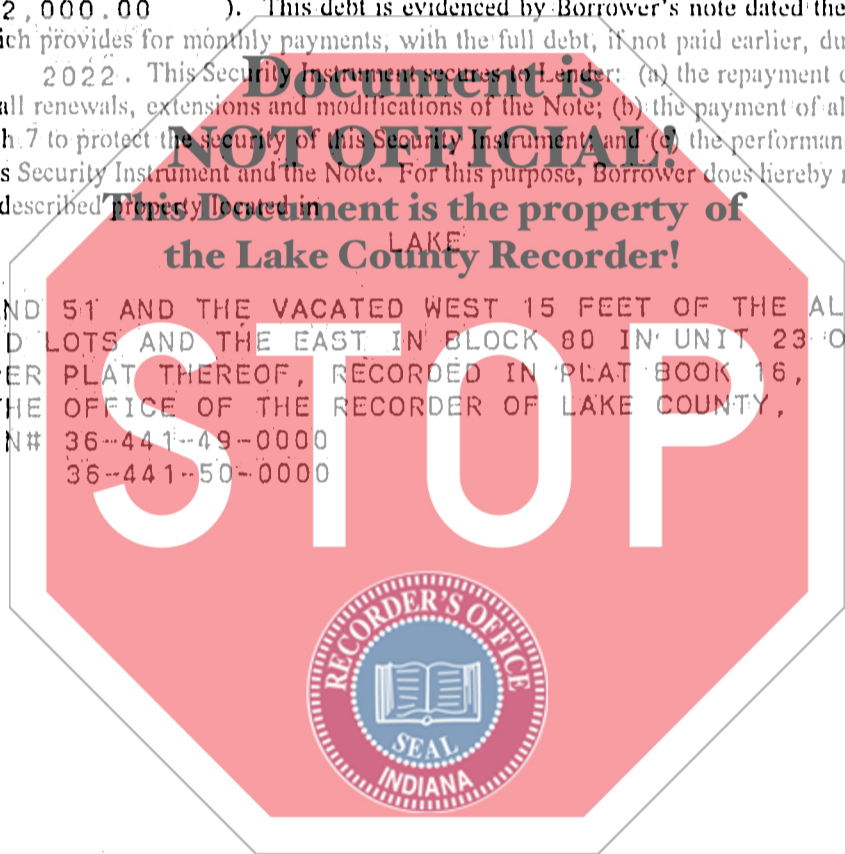 2,000.00 ). This debt is evidenced by Borrower's note dated the
ich provides for monthly payments, with the full debt, if not paid earlier, du
2022. This Security Instrument secures to Lender: (a) the repayment o
all renewals, extensions and modifications of the Note; (b) the payment of al
h 7 to protect the security of this Security Instrument; and (c) the performan
s Security Instrument and the Note. For this purpose, Borrower does hereby
described property located in
LAKE
Document is
NOT OFFICIAL!
This Document is the property of
the Lake County Recorder!
ND 51 AND THE VACATED WEST 15 FEET OF THE AL
D LOTS AND THE EAST IN BLOCK 80 IN UNIT 23 O
ER PLAT THEREOF, RECORDED IN PLAT BOOK 16,
HE OFFICE OF THE RECORDER OF LAKE COUNTY,
N# 36-441-49-0000
36-441-50-0000
STOP
RECORDER'S OFFICE
SEAL
INDIANA